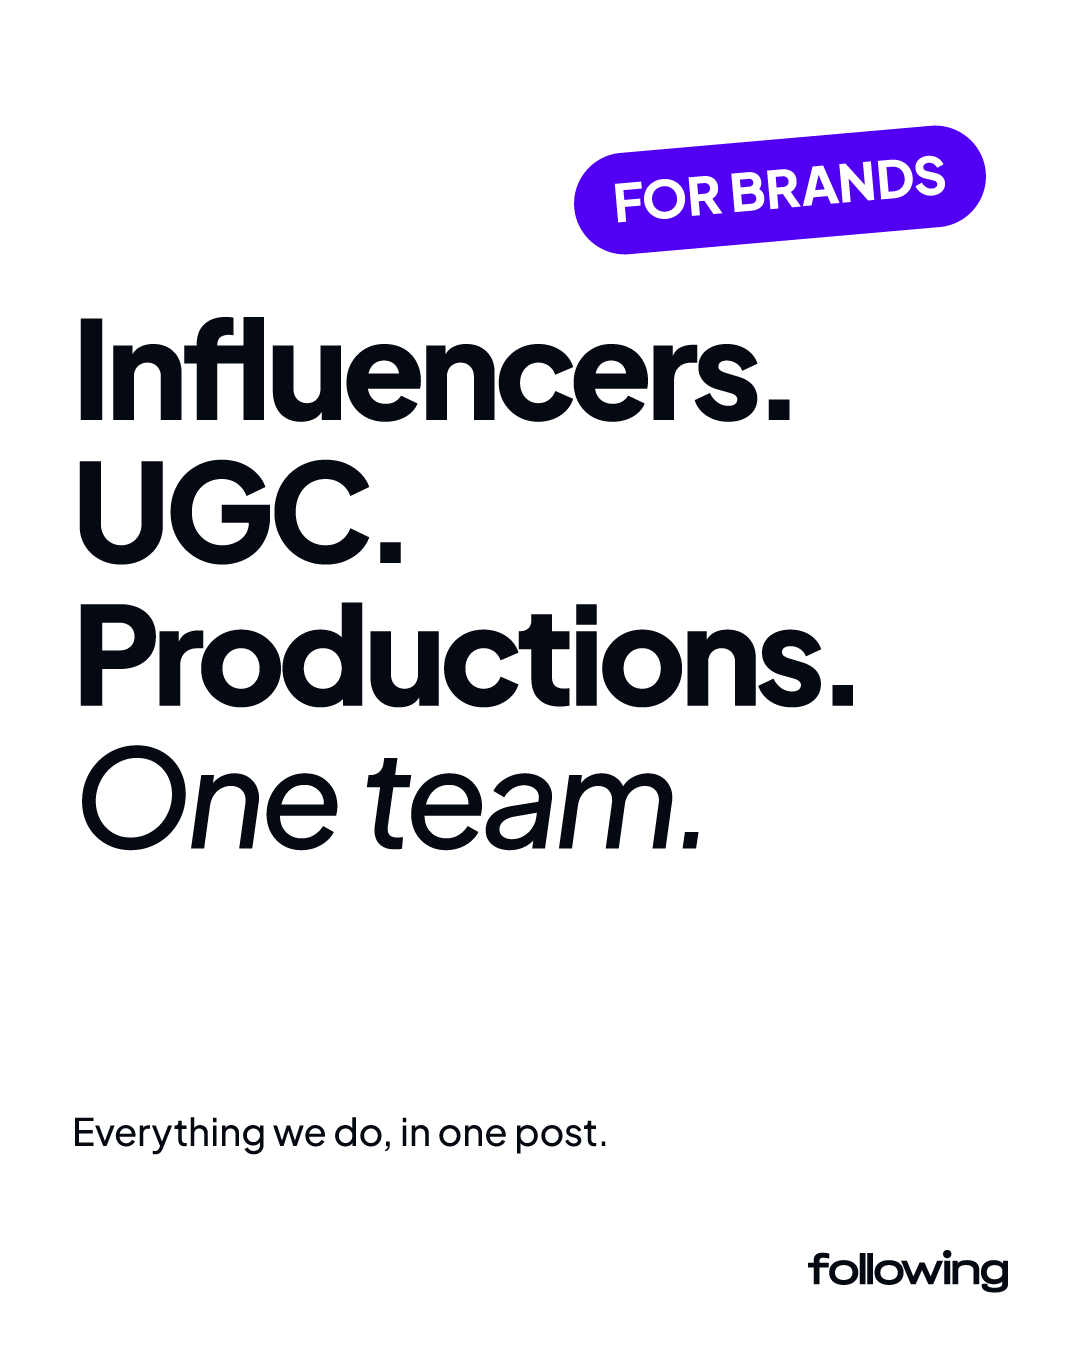 FOR BRANDS
Influencers.
UGC.
Productions.
One team.
Everything we do, in one post.
following